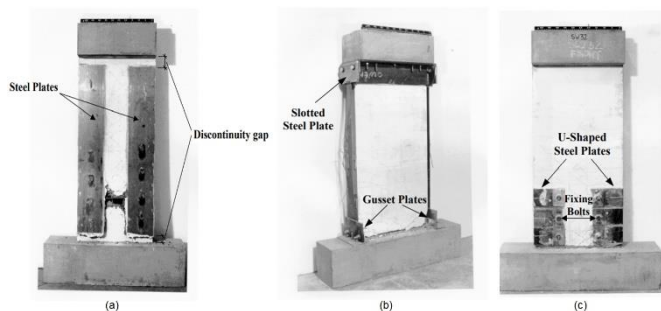 Steel Plates
Discontinuity gap
(a)
Slotted
Steel Plate
Gusset Plates
(b)
U-Shaped
Steel Plates
Fixing
Bolts
(c)